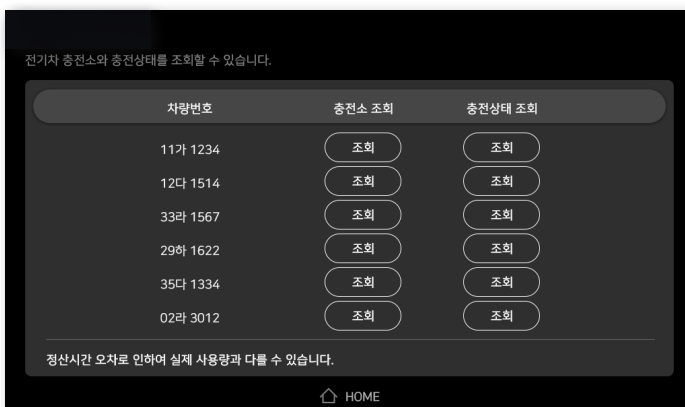 전기차 충전소와 충전상태를 조회할 수 있습니다.
차량번호 충전소 조회 충전상태 조회
11가 1234 조회 조회
12다 1514 조회 조회
33라 1567 조회 조회
29하 1622 조회 조회
35다 1334 조회 조회
02라 3012 조회 조회
정산시간 오차로 인하여 실제 사용량과 다를 수 있습니다.
HOME